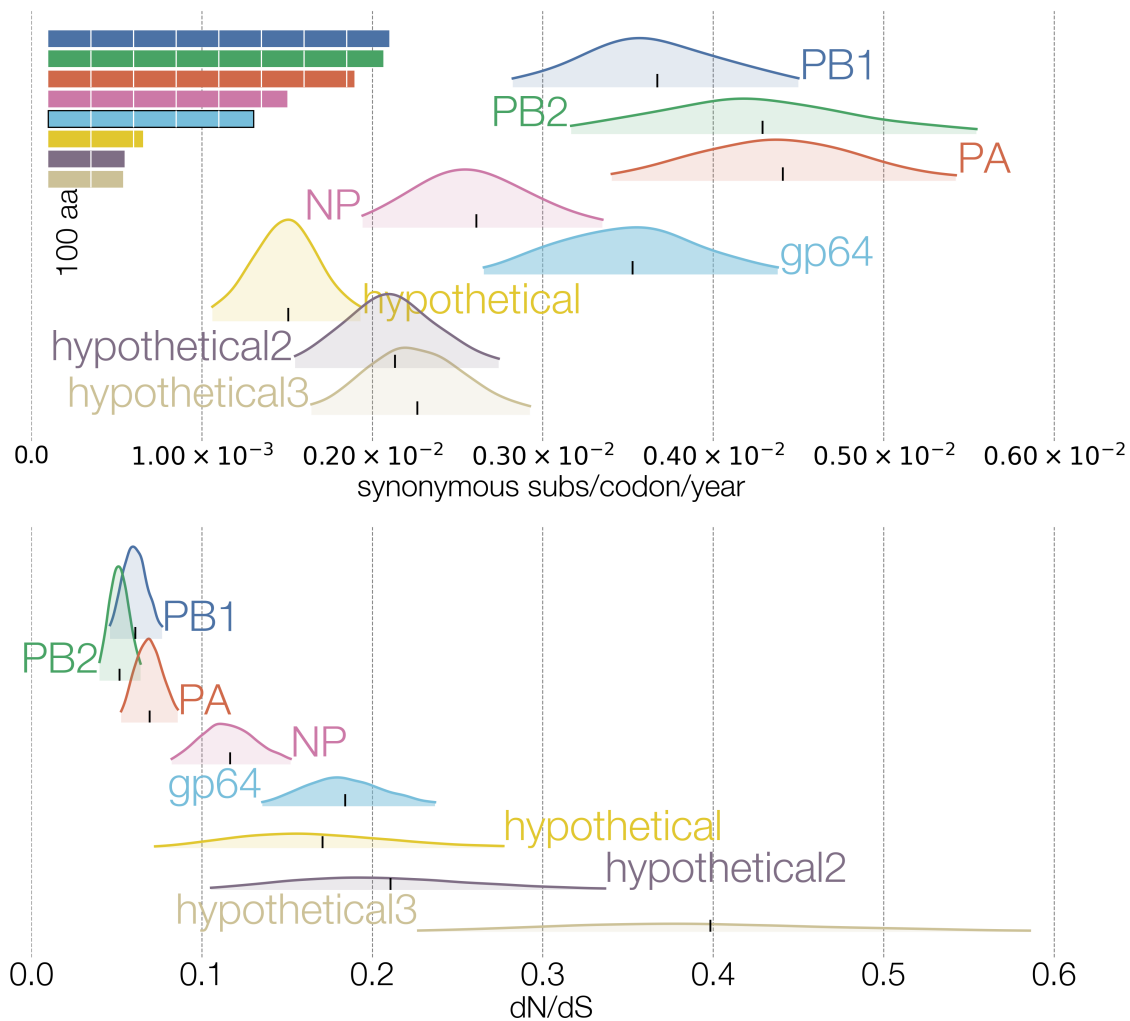 PB1
PB2
PA
NP
gp64
100 aa
hypothetical
hypothetical2
hypothetical3
0.0 1.00 × 10⁻³ 0.20 × 10⁻² 0.30 × 10⁻² 0.40 × 10⁻² 0.50 × 10⁻² 0.60 × 10⁻²
synonymous subs/codon/year
PB1
PB2
PA
NP
gp64
hypothetical
hypothetical2
hypothetical3
0.0 0.1 0.2 0.3 0.4 0.5 0.6
dN/dS